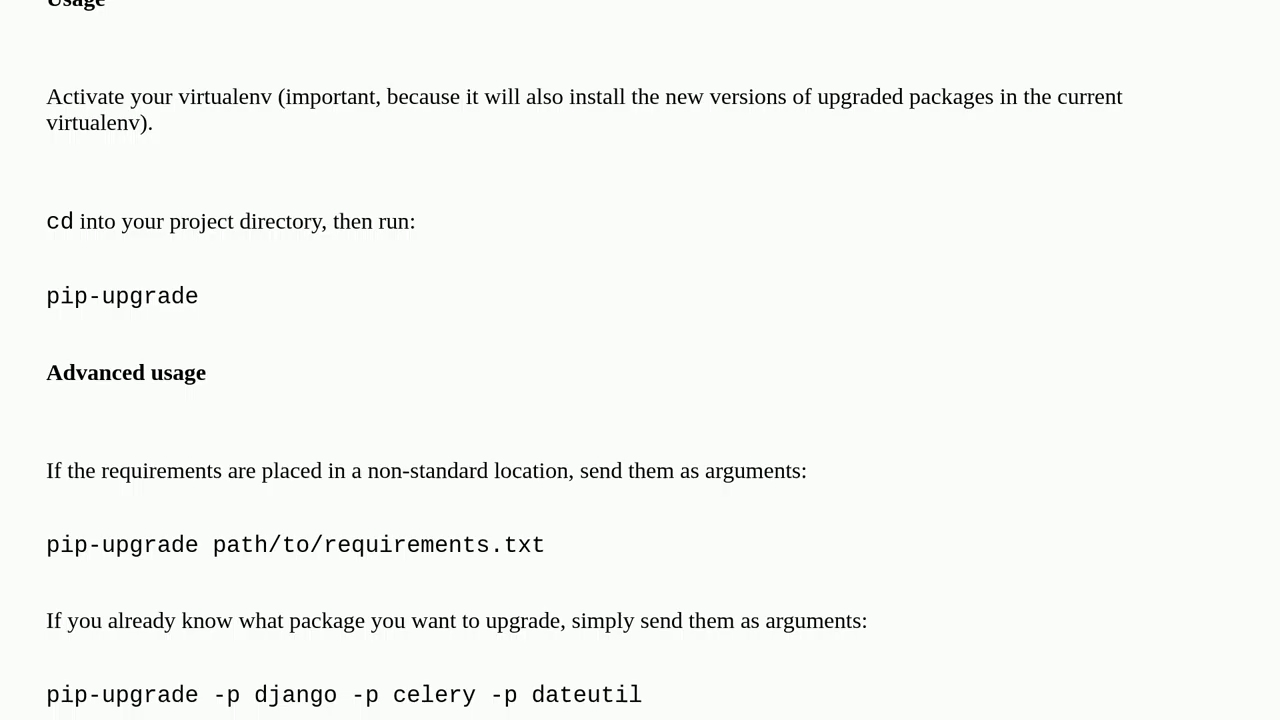 Usage
Activate your virtualenv (important, because it will also install the new versions of upgraded packages in the current
virtualenv).
cd into your project directory, then run:
pip-upgrade
Advanced usage
If the requirements are placed in a non-standard location, send them as arguments:
pip-upgrade path/to/requirements.txt
If you already know what package you want to upgrade, simply send them as arguments:
pip-upgrade -p django -p celery -p dateutil